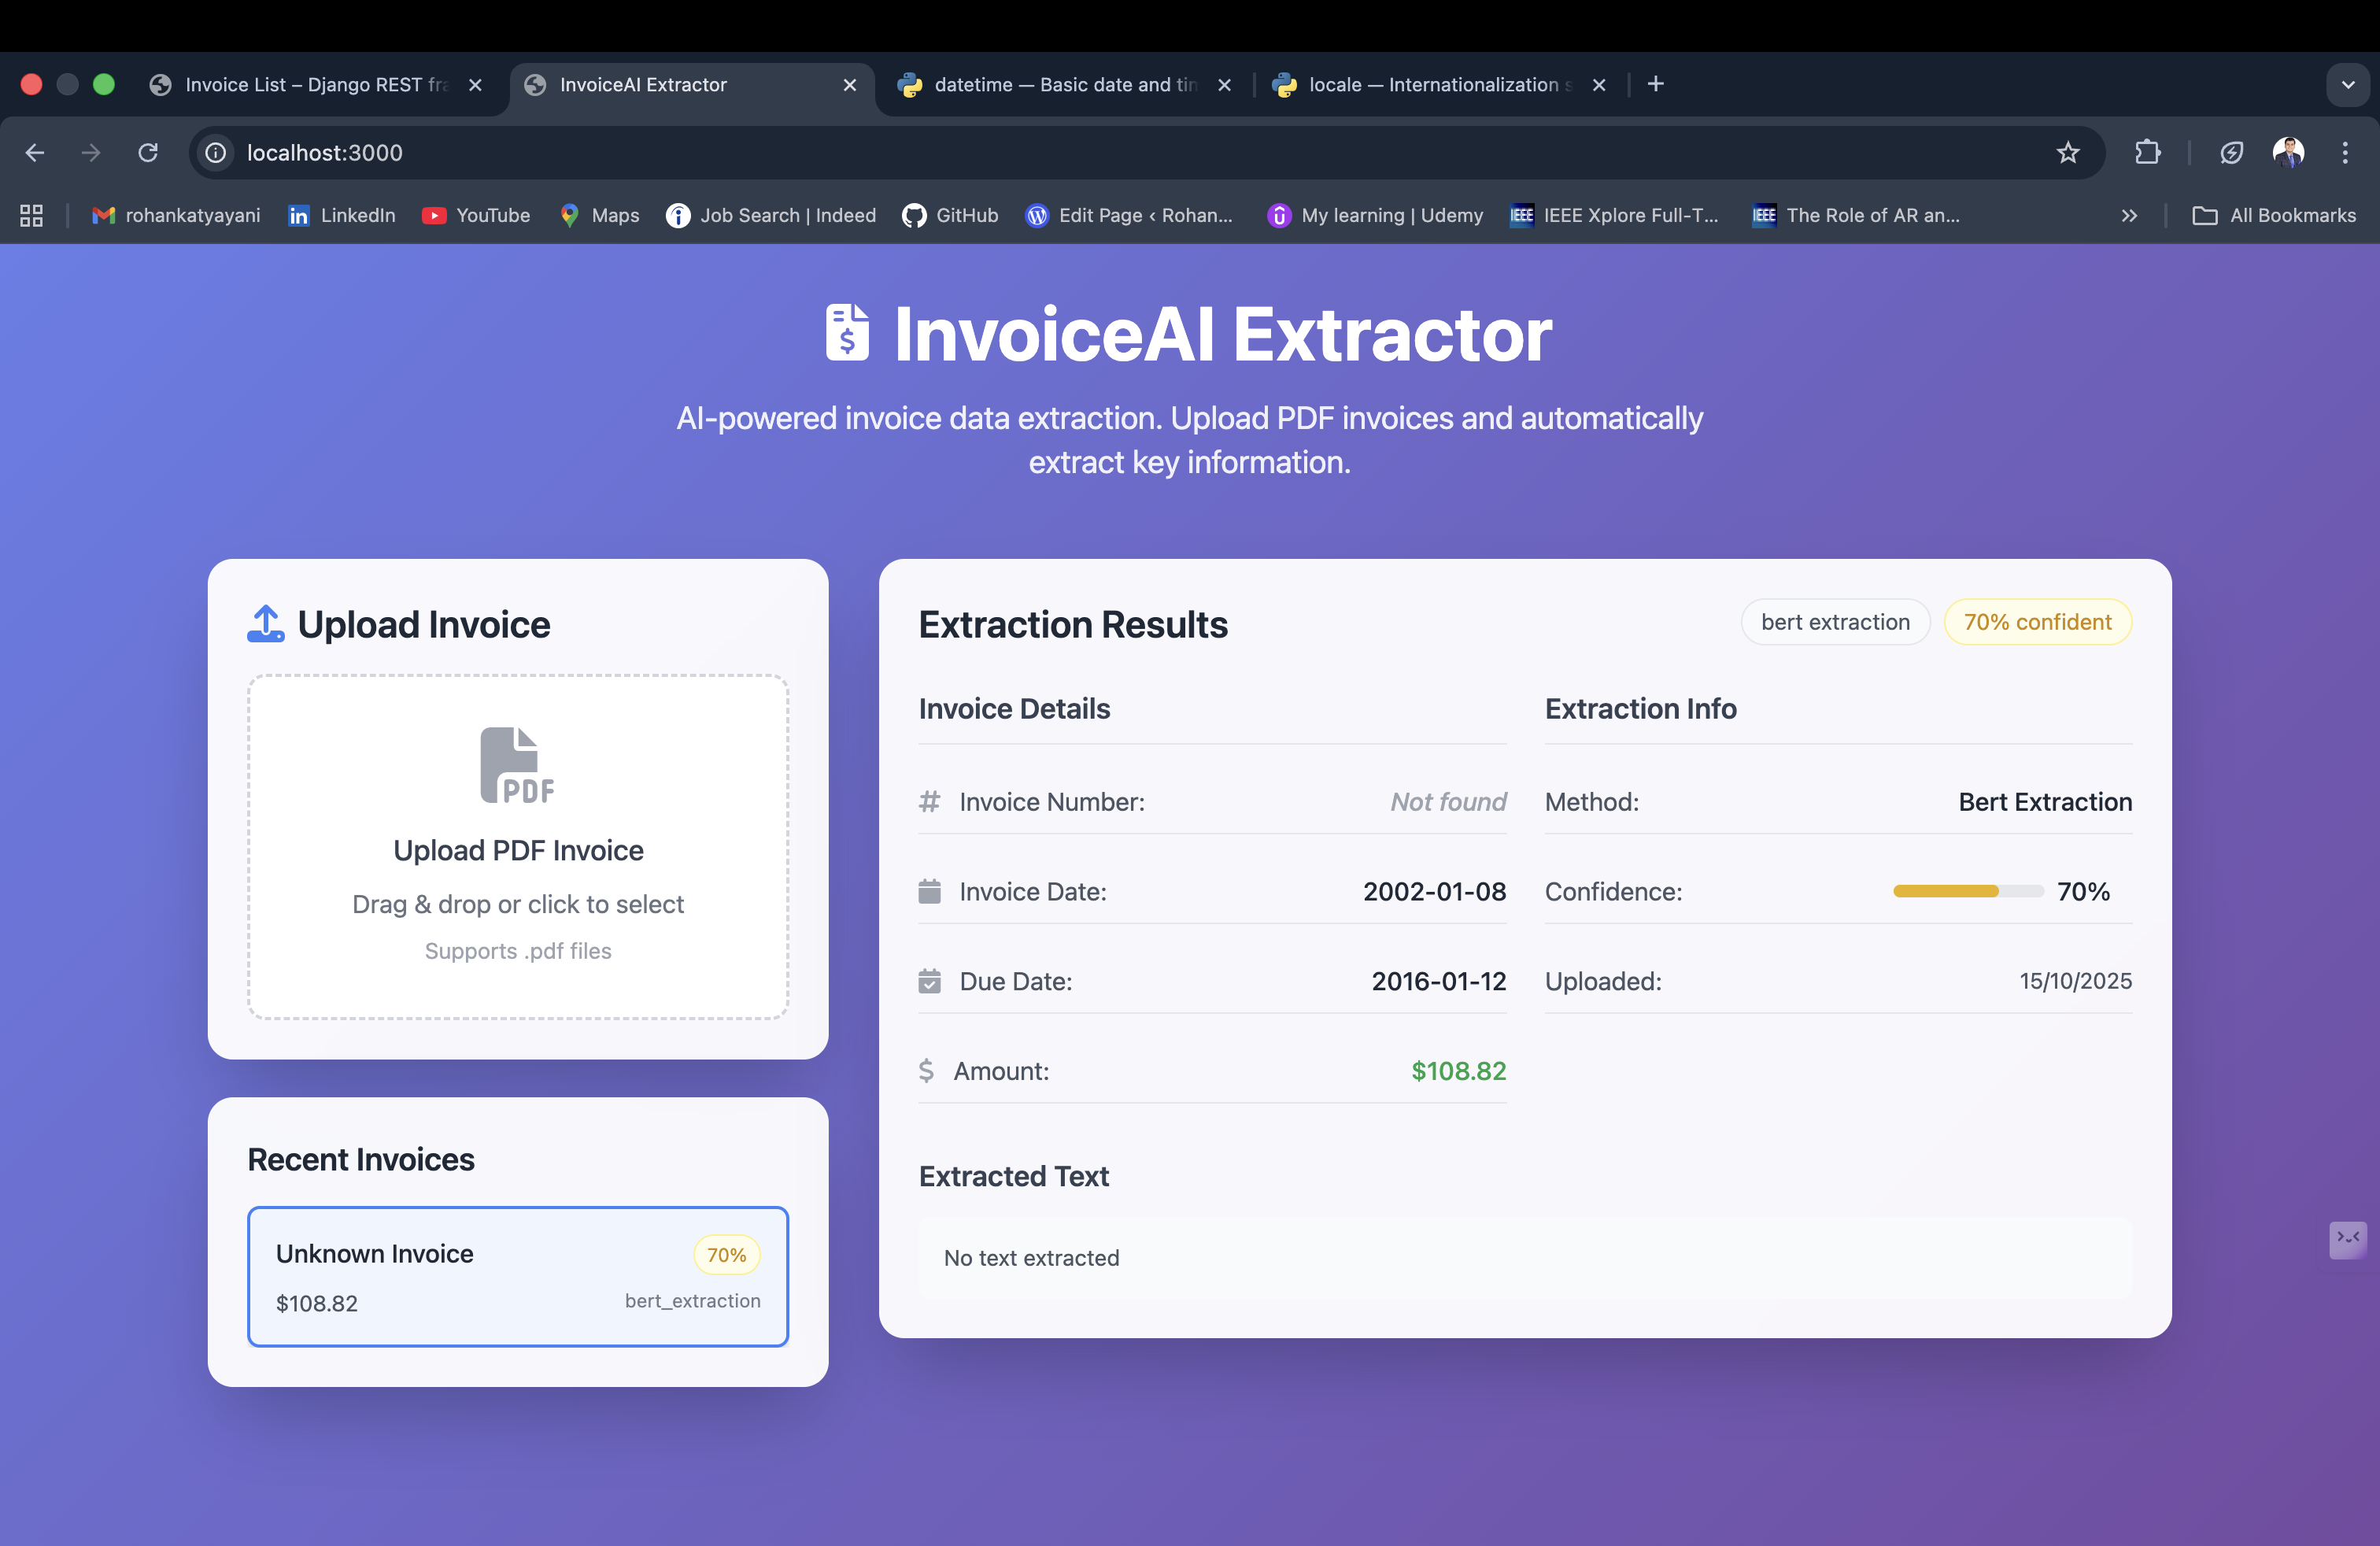 Invoice List – Django REST fra
InvoiceAI Extractor
datetime — Basic date and tim
locale — Internationalization s
localhost:3000
rohankatyayani
LinkedIn
YouTube
Maps
Job Search | Indeed
GitHub
Edit Page ‹ Rohan...
My learning | Udemy
IEEE Xplore Full-T...
The Role of AR an...
All Bookmarks
InvoiceAI Extractor
AI-powered invoice data extraction. Upload PDF invoices and automatically
extract key information.
Upload Invoice
PDF
Upload PDF Invoice
Drag & drop or click to select
Supports .pdf files
Recent Invoices
Unknown Invoice 70%
$108.82 bert_extraction
Extraction Results bert extraction 70% confident
Invoice Details
Invoice Number: Not found
Invoice Date: 2002-01-08
Due Date: 2016-01-12
Amount: $108.82
Extraction Info
Method: Bert Extraction
Confidence: 70%
Uploaded: 15/10/2025
Extracted Text
No text extracted